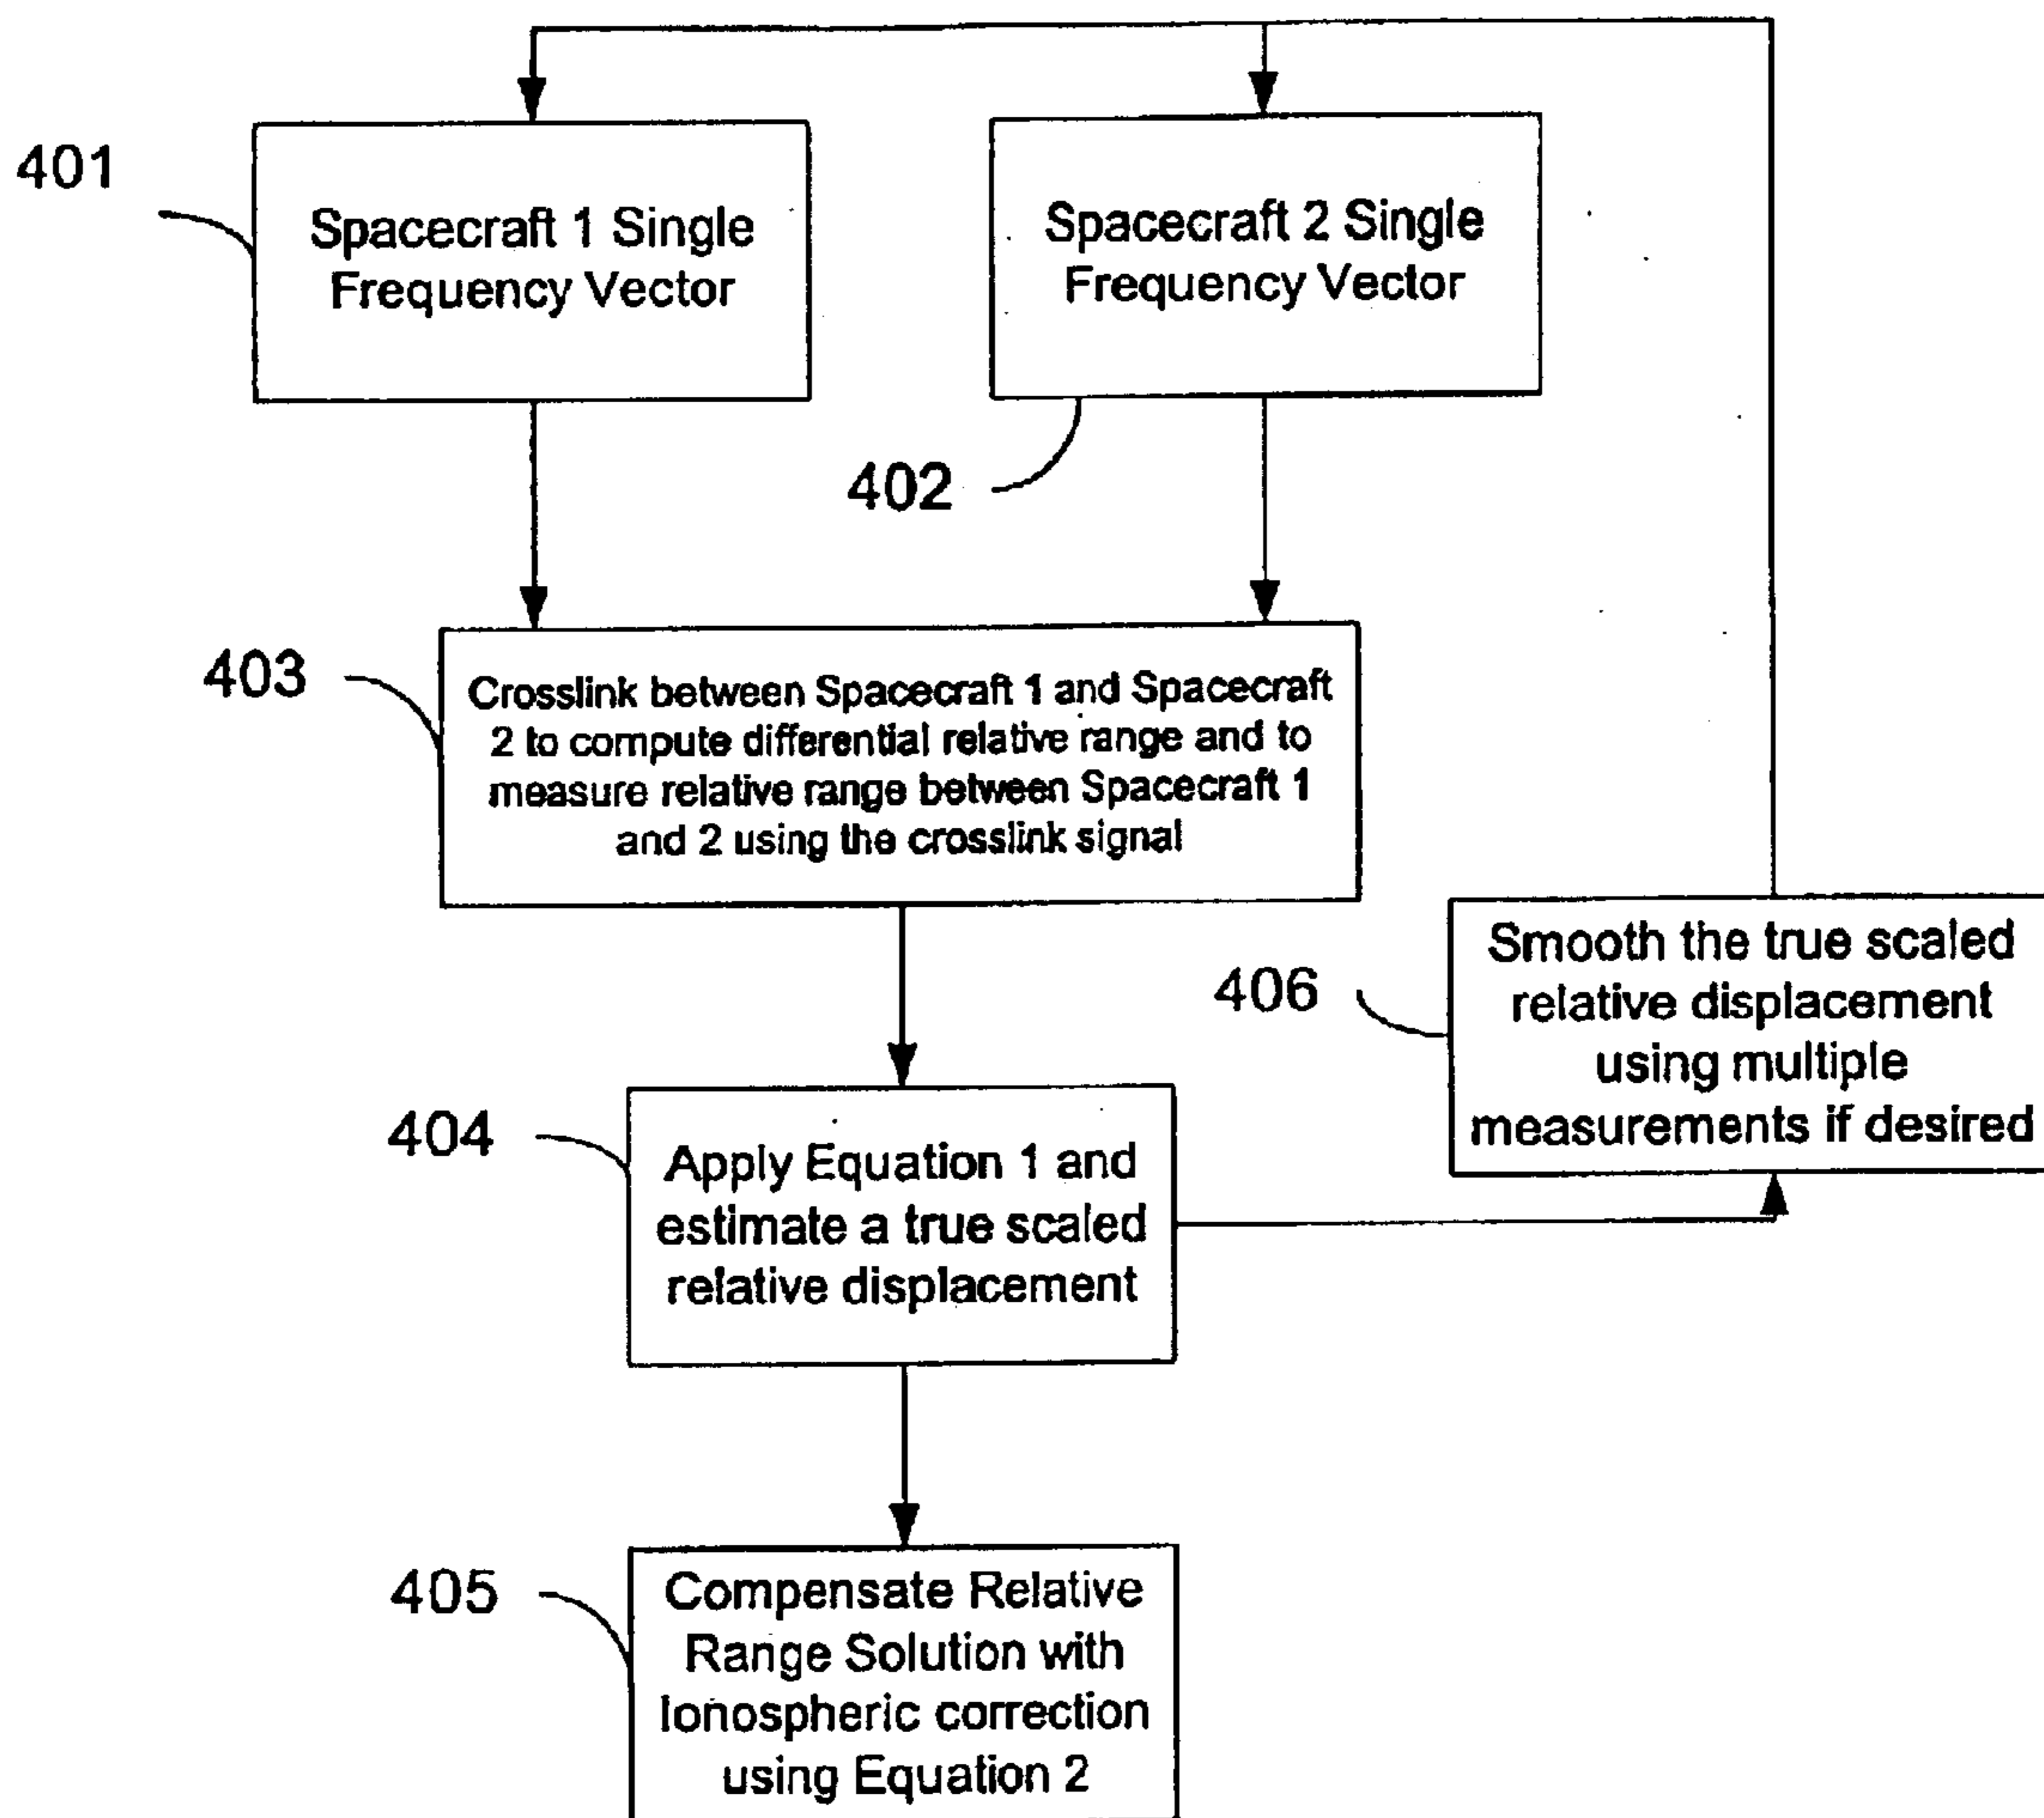 401
Spacecraft 1 Single
Frequency Vector
Spacecraft 2 Single
Frequency Vector
402
403
Crosslink between Spacecraft 1 and Spacecraft
2 to compute differential relative range and to
measure relative range between Spacecraft 1
and 2 using the crosslink signal
404
Apply Equation 1 and
estimate a true scaled
relative displacement
406
Smooth the true scaled
relative displacement
using multiple
measurements if desired
405
Compensate Relative
Range Solution with
Ionospheric correction
using Equation 2